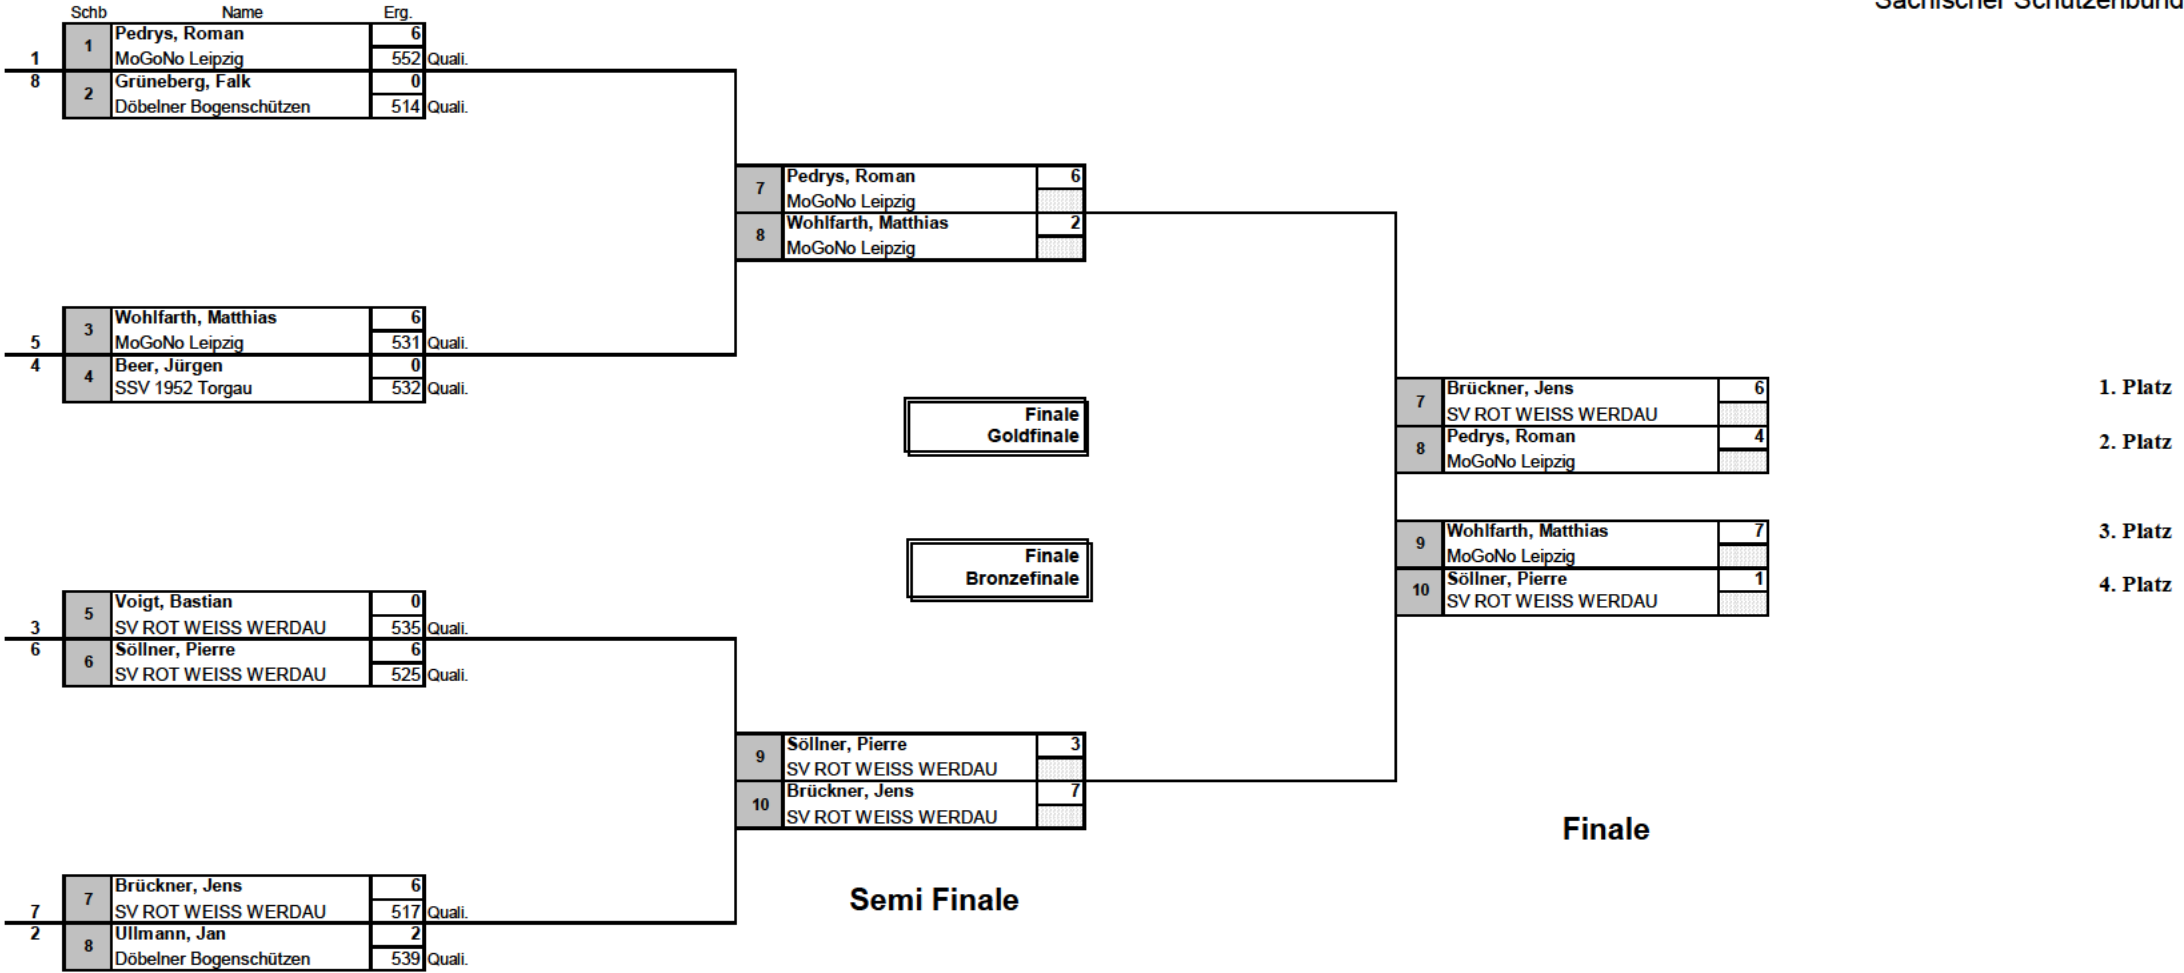 Sächsischer Schützenbund
Schb Name Erg.
1 Pedrys, Roman 6
1 MoGoNo Leipzig 552 Quali.
8 Grüneberg, Falk 0
2 Döbelner Bogenschützen 514 Quali.
7 Pedrys, Roman 6
MoGoNo Leipzig
8 Wohlfarth, Matthias 2
MoGoNo Leipzig
3 Wohlfarth, Matthias 6
5 MoGoNo Leipzig 531 Quali.
4 Beer, Jürgen 0
4 SSV 1952 Torgau 532 Quali.
Finale
Goldfinale
7 Brückner, Jens 6 1. Platz
SV ROT WEISS WERDAU
8 Pedrys, Roman 4 2. Platz
MoGoNo Leipzig
Finale
Bronzefinale
9 Wohlfarth, Matthias 7 3. Platz
MoGoNo Leipzig
10 Söllner, Pierre 1 4. Platz
SV ROT WEISS WERDAU
5 Voigt, Bastian 0
3 SV ROT WEISS WERDAU 535 Quali.
6 Söllner, Pierre 6
6 SV ROT WEISS WERDAU 525 Quali.
9 Söllner, Pierre 3
SV ROT WEISS WERDAU
10 Brückner, Jens 7
SV ROT WEISS WERDAU
Finale
7 Brückner, Jens 6
7 SV ROT WEISS WERDAU 517 Quali.
2 Ullmann, Jan 2
8 Döbelner Bogenschützen 539 Quali.
Semi Finale